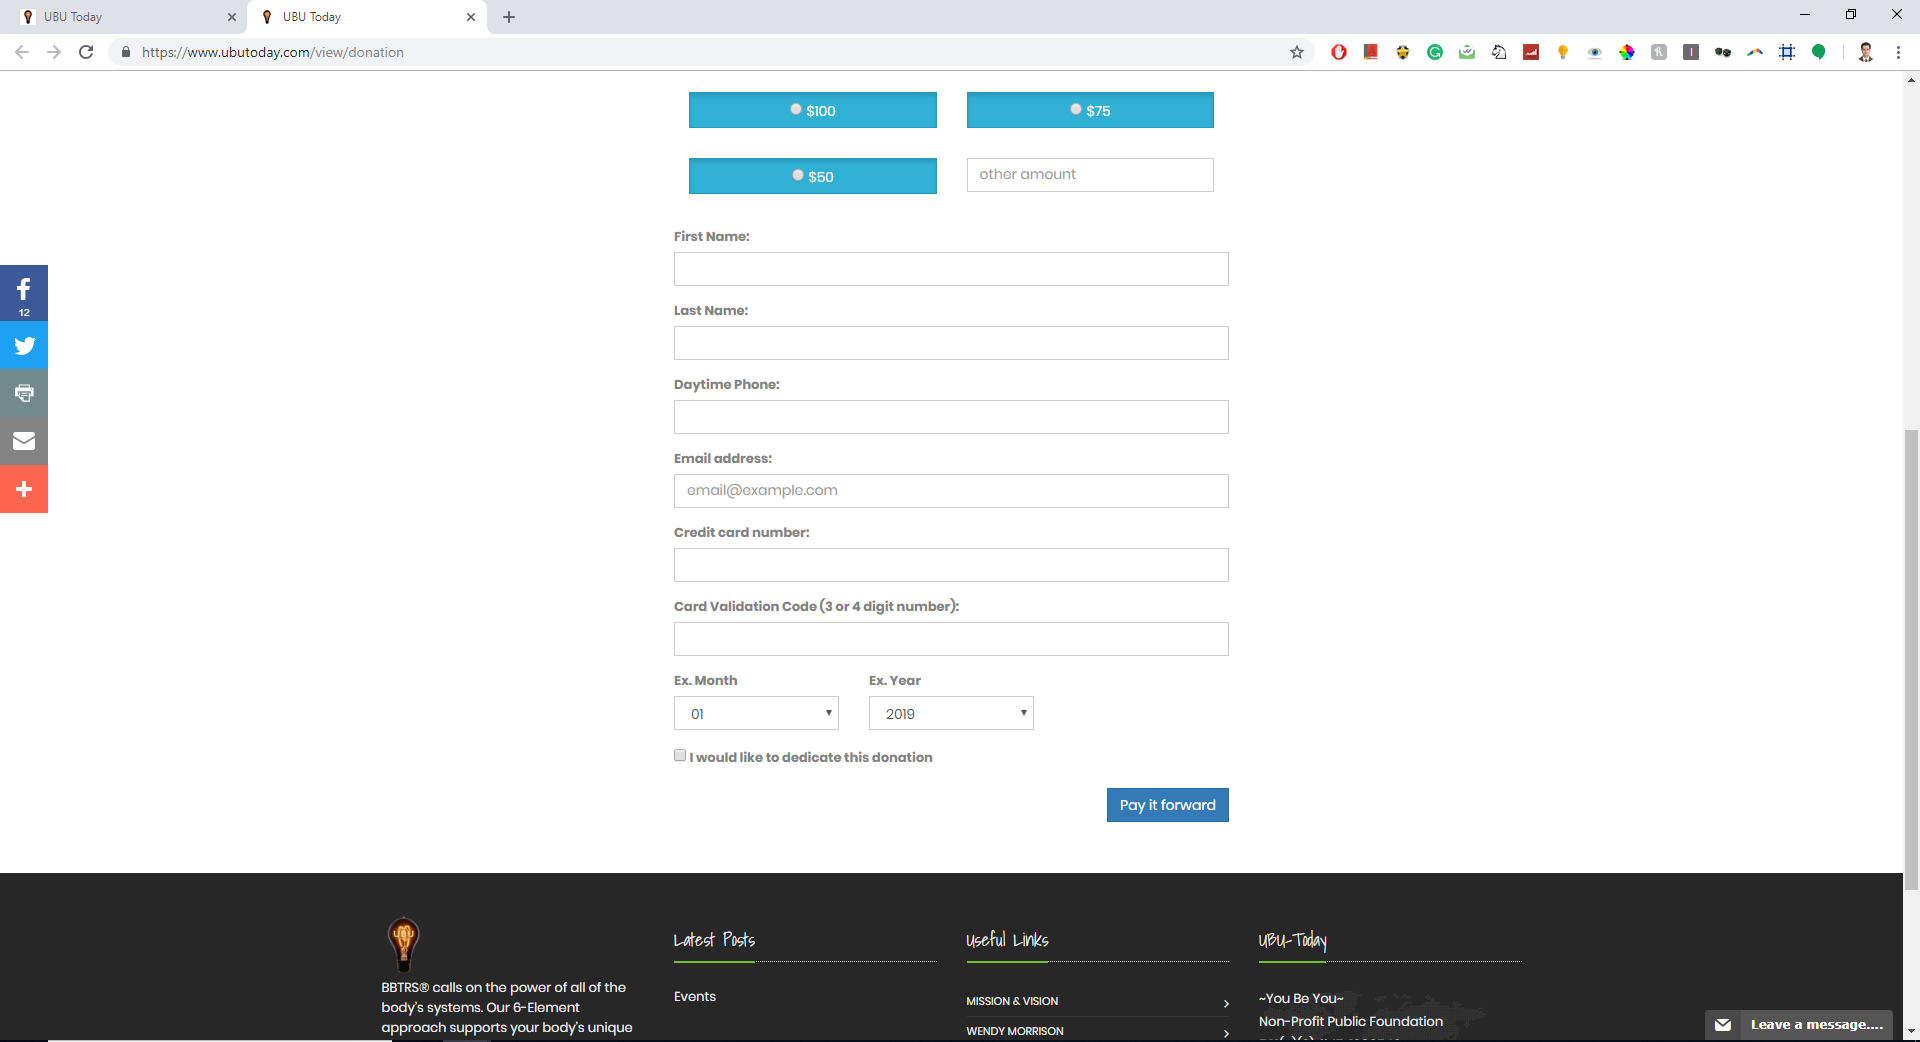 UBU Today
UBU Today
https://www.ubutoday.com/view/donation
$100
$75
$50
other amount
First Name:
Last Name:
Daytime Phone:
Email address:
email@example.com
Credit card number:
Card Validation Code (3 or 4 digit number):
Ex. Month
Ex. Year
01
2019
I would like to dedicate this donation
Pay it forward
12
UBU
BBTRS® calls on the power of all of the
body's systems. Our 6-Element
approach supports your body's unique
Latest Posts
Events
Useful Links
MISSION & VISION
WENDY MORRISON
UBU-Today
~You Be You~
Non-Profit Public Foundation
Leave a message....